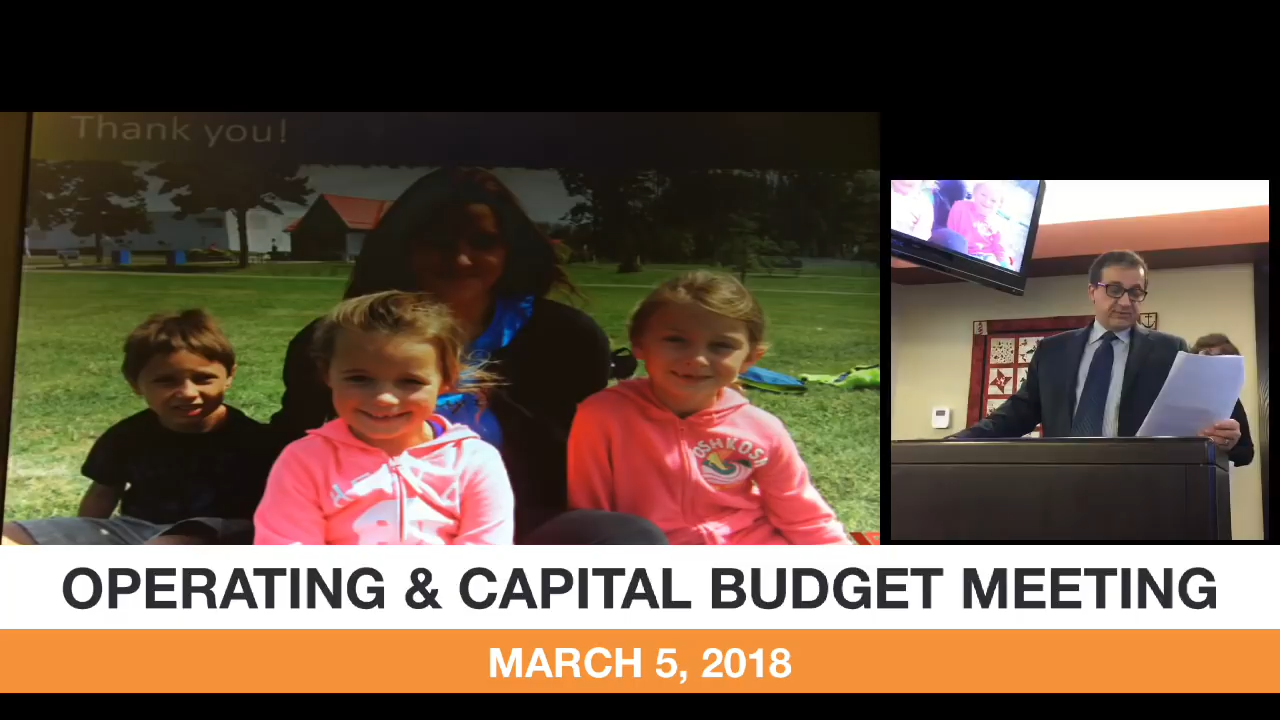 Thank you!
OSHKOSH
OPERATING & CAPITAL BUDGET MEETING
MARCH 5, 2018